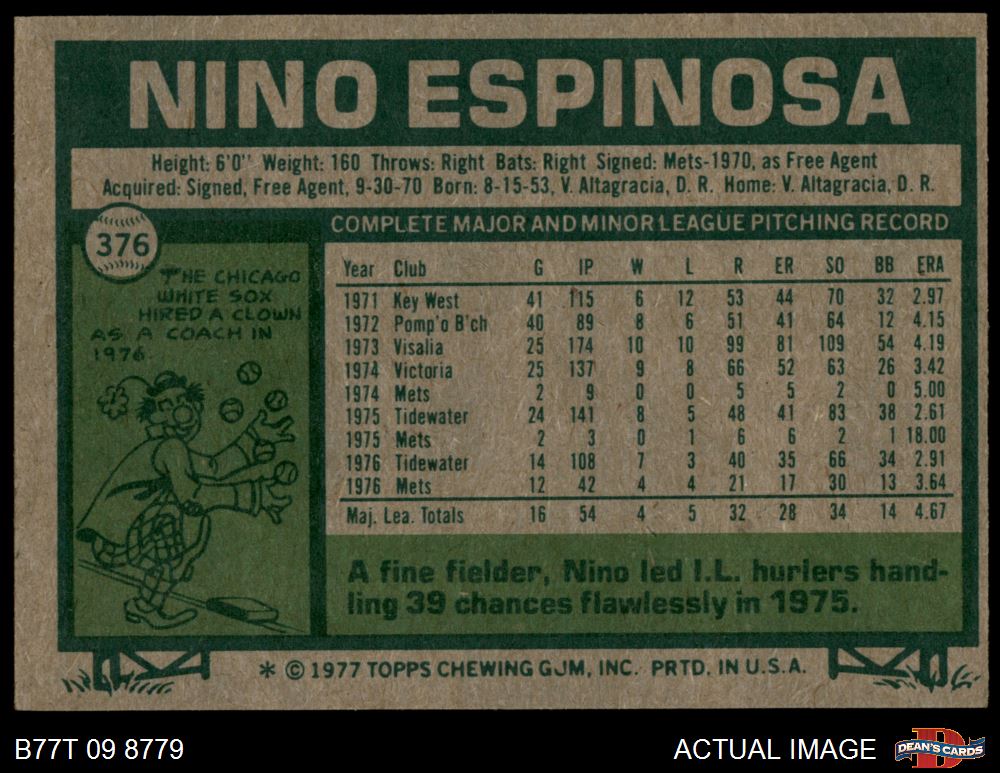 NINO ESPINOSA
Height: 6'0" Weight: 160 Throws: Right Bats: Right Signed: Mets-1970, as Free Agent
Acquired: Signed, Free Agent, 9-30-70 Born: 8-15-53, V. Altagracia, D. R. Home: V. Altagracia, D. R.
376
THE CHICAGO
WHITE SOX
HIRED A CLOWN
AS A COACH IN
1976.
COMPLETE MAJOR AND MINOR LEAGUE PITCHING RECORD
Year Club G IP W L R ER SO BB ERA
1971 Key West 41 115 6 12 53 44 70 32 2.97
1972 Pomp'o B'ch 40 89 8 6 51 41 64 12 4.15
1973 Visalia 25 174 10 10 99 81 109 54 4.19
1974 Victoria 25 137 9 8 66 52 63 26 3.42
1974 Mets 2 9 0 0 5 5 2 0 5.00
1975 Tidewater 24 141 8 5 48 41 83 38 2.61
1975 Mets 2 3 0 1 6 6 2 1 18.00
1976 Tidewater 14 108 7 3 40 35 66 34 2.91
1976 Mets 12 42 4 4 21 17 30 13 3.64
Maj. Lea. Totals 16 54 4 5 32 28 34 14 4.67
A fine fielder, Nino led I.L. hurlers hand-
ling 39 chances flawlessly in 1975.
* © 1977 TOPPS CHEWING GUM, INC. PRTD. IN U.S.A.
B77T 09 8779
ACTUAL IMAGE
D
DEAN'S CARDS